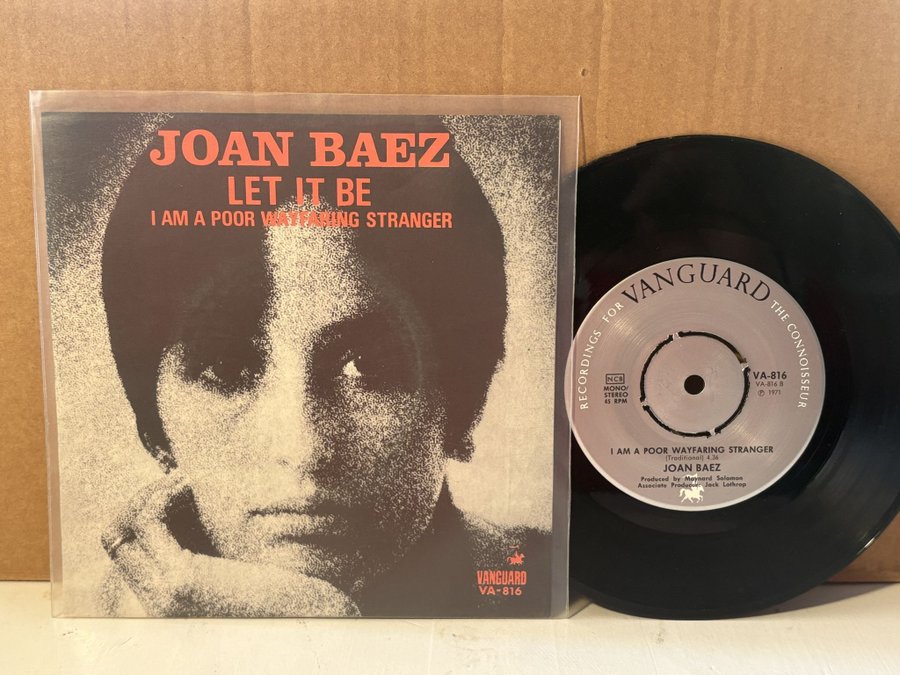 JOAN BAEZ
LET IT BE
I AM A POOR WAYFARING STRANGER
VANGUARD
VA-816
RECORDINGS FOR VANGUARD THE CONNOISSEUR
NCB
MONO/
STEREO
45 RPM
VA-816
VA-816 B
℗ 1971
I AM A POOR WAYFARING STRANGER
(Traditional) 4.36
JOAN BAEZ
Produced by Maynard Solomon
Associate Producer: Jack Lothrop